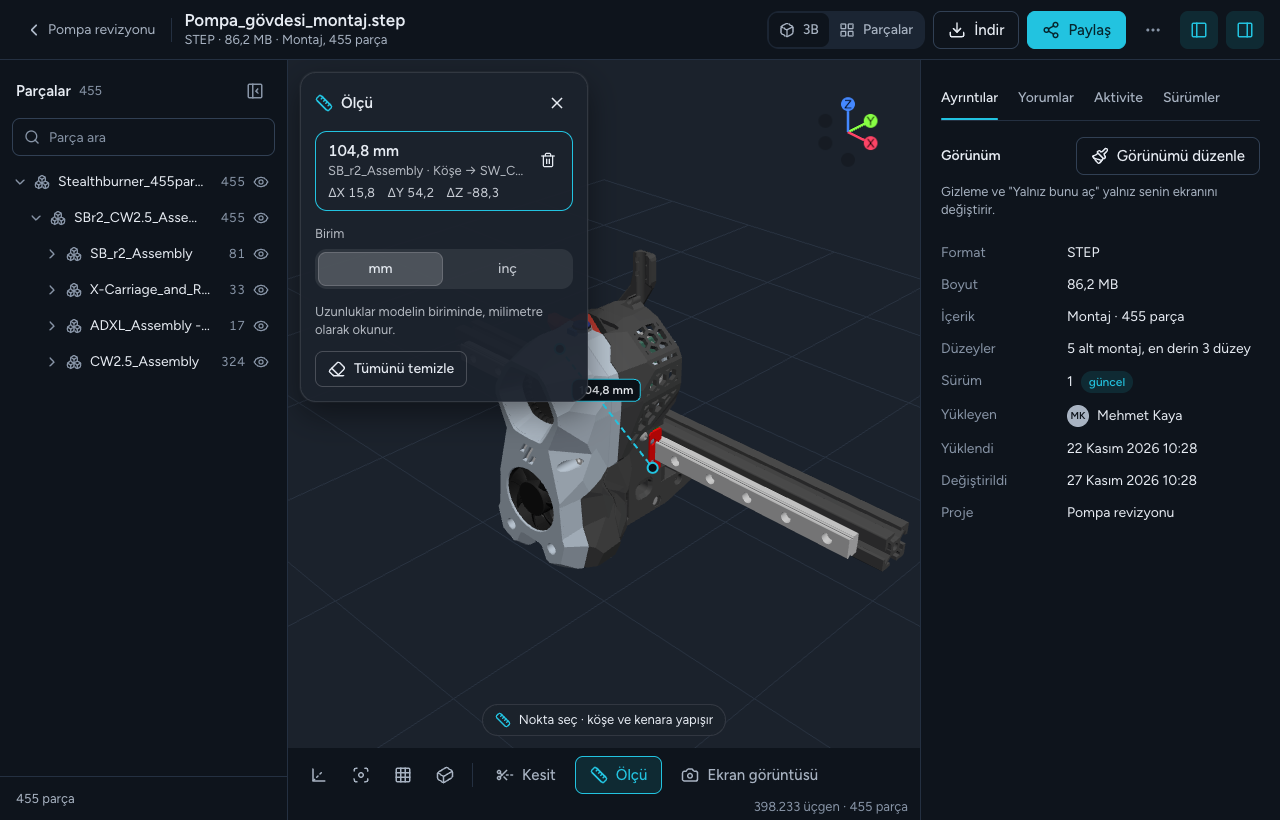 Pompa revizyonu
Pompa_gövdesi_montaj.step
STEP · 86,2 MB · Montaj, 455 parça
3B
Parçalar
İndir
Paylaş
Parçalar 455
Parça ara
Stealthburner_455par... 455
SBr2_CW2.5_Asse... 455
SB_r2_Assembly 81
X-Carriage_and_R... 33
ADXL_Assembly -... 17
CW2.5_Assembly 324
455 parça
Ölçü
104,8 mm
SB_r2_Assembly · Köşe → SW_C...
ΔX 15,8 ΔY 54,2 ΔZ -88,3
Birim
mm
inç
Uzunluklar modelin biriminde, milimetre
olarak okunur.
Tümünü temizle
04,8 mm
Z
Y
X
Nokta seç · köşe ve kenara yapışır
Kesit
Ölçü
Ekran görüntüsü
398.233 üçgen · 455 parça
Ayrıntılar
Yorumlar
Aktivite
Sürümler
Görünüm
Görünümü düzenle
Gizleme ve "Yalnız bunu aç" yalnız senin ekranını
değiştirir.
Format STEP
Boyut 86,2 MB
İçerik Montaj · 455 parça
Düzeyler 5 alt montaj, en derin 3 düzey
Sürüm 1 güncel
Yükleyen MK Mehmet Kaya
Yüklendi 22 Kasım 2026 10:28
Değiştirildi 27 Kasım 2026 10:28
Proje Pompa revizyonu